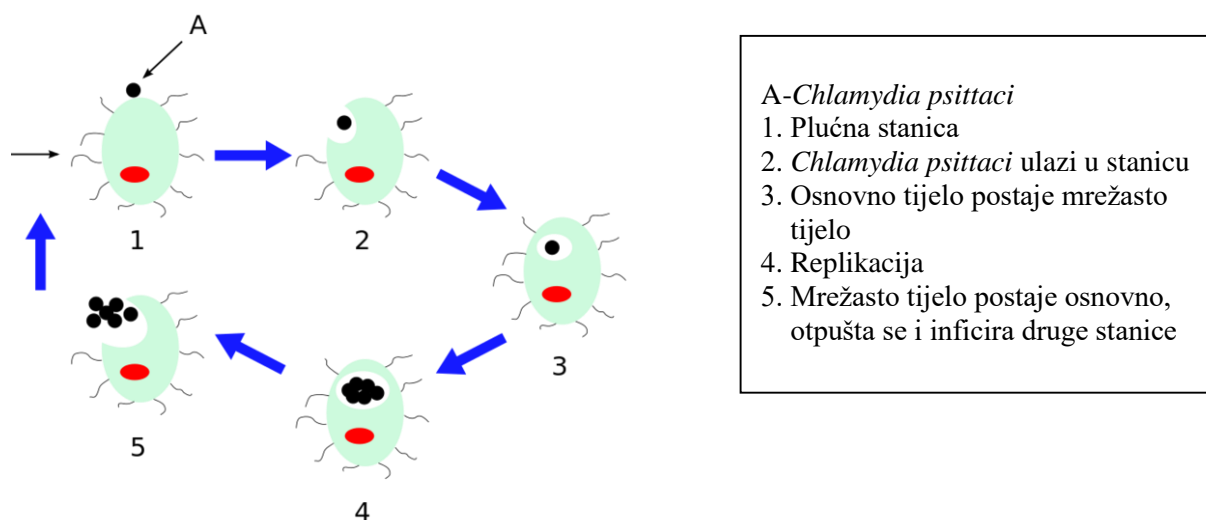 A
1
2
3
4
5
A-Chlamydia psittaci
1. Plućna stanica
2. Chlamydia psittaci ulazi u stanicu
3. Osnovno tijelo postaje mrežasto
tijelo
4. Replikacija
5. Mrežasto tijelo postaje osnovno,
otpušta se i inficira druge stanice